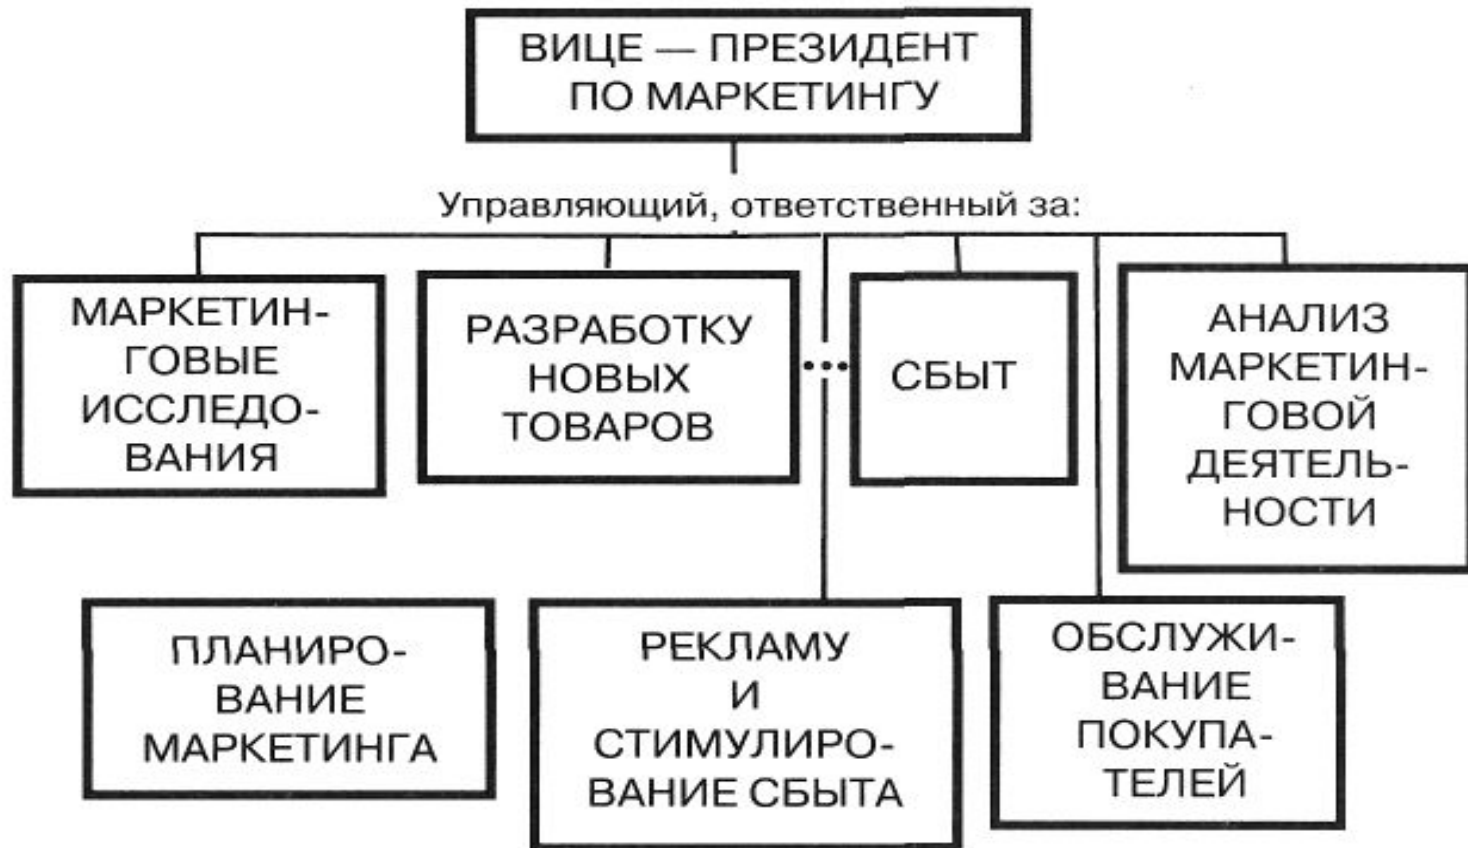 ВИЦЕ — ПРЕЗИДЕНТ
ПО МАРКЕТИНГУ
Управляющий, ответственный за:
МАРКЕТИН-
ГОВЫЕ
ИССЛЕДО-
ВАНИЯ
РАЗРАБОТКУ
НОВЫХ
ТОВАРОВ
...
СБЫТ
АНАЛИЗ
МАРКЕТИН-
ГОВОЙ
ДЕЯТЕЛЬ-
НОСТИ
ПЛАНИРО-
ВАНИЕ
МАРКЕТИНГА
РЕКЛАМУ
И
СТИМУЛИРО-
ВАНИЕ СБЫТА
ОБСЛУЖИ-
ВАНИЕ
ПОКУПА-
ТЕЛЕЙ